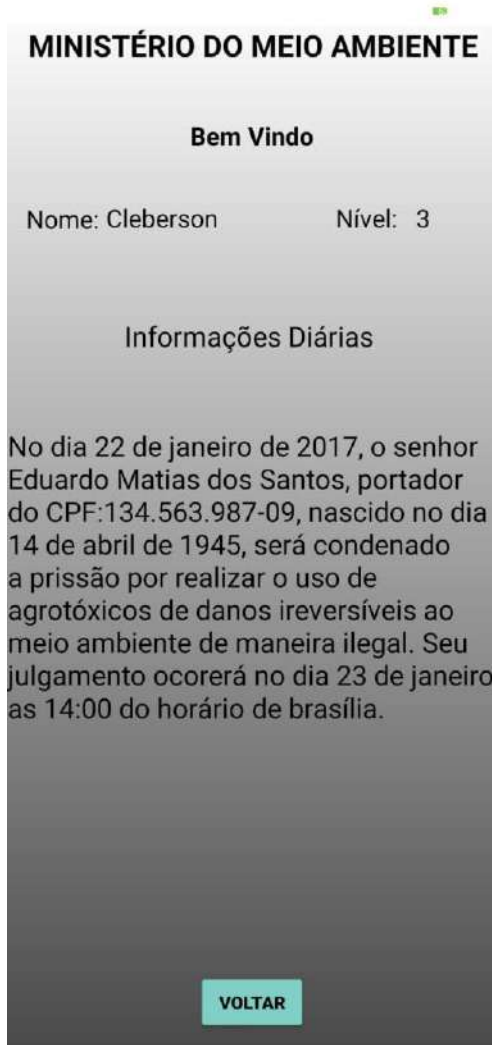 MINISTÉRIO DO MEIO AMBIENTE
Bem Vindo
Nome: Cleberson Nível: 3
Informações Diárias
No dia 22 de janeiro de 2017, o senhor
Eduardo Matias dos Santos, portador
do CPF:134.563.987-09, nascido no dia
14 de abril de 1945, será condenado
a prissão por realizar o uso de
agrotóxicos de danos ireversíveis ao
meio ambiente de maneira ilegal. Seu
julgamento ocorerá no dia 23 de janeiro
as 14:00 do horário de brasília.
VOLTAR